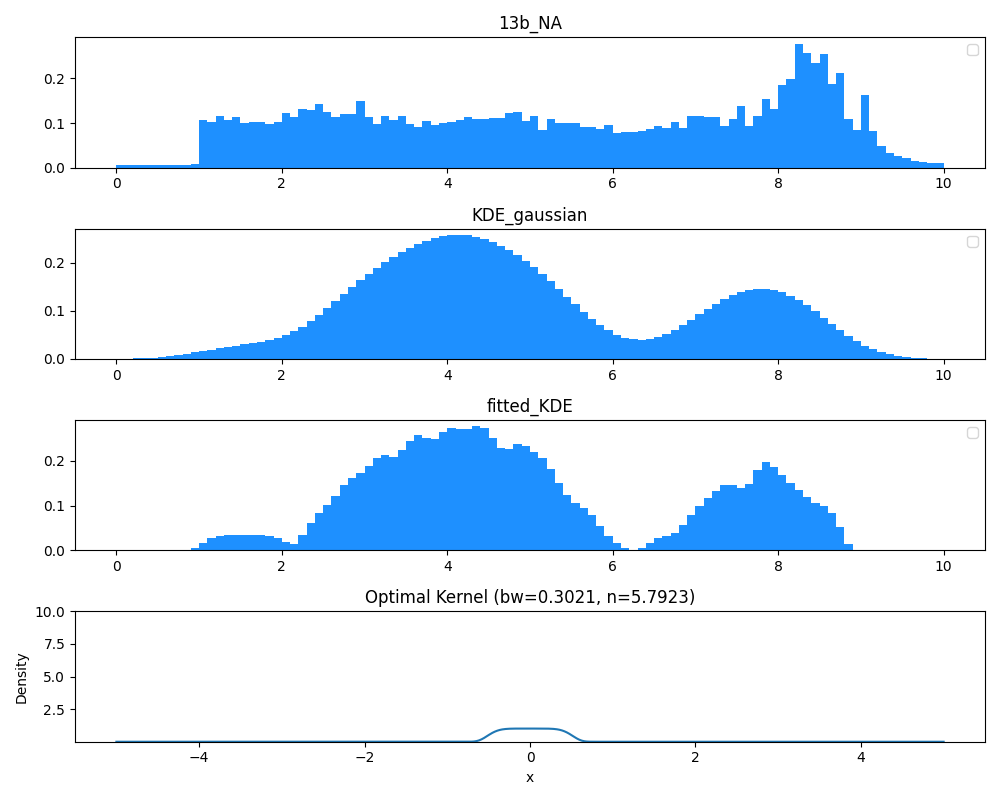 13b_NA
0.2
0.1
0.0
0 2 4 6 8 10
KDE_gaussian
0.2
0.1
0.0
0 2 4 6 8 10
fitted_KDE
0.2
0.1
0.0
0 2 4 6 8 10
Optimal Kernel (bw=0.3021, n=5.7923)
10.0
7.5
5.0
2.5
Density
−4 −2 0 2 4
x